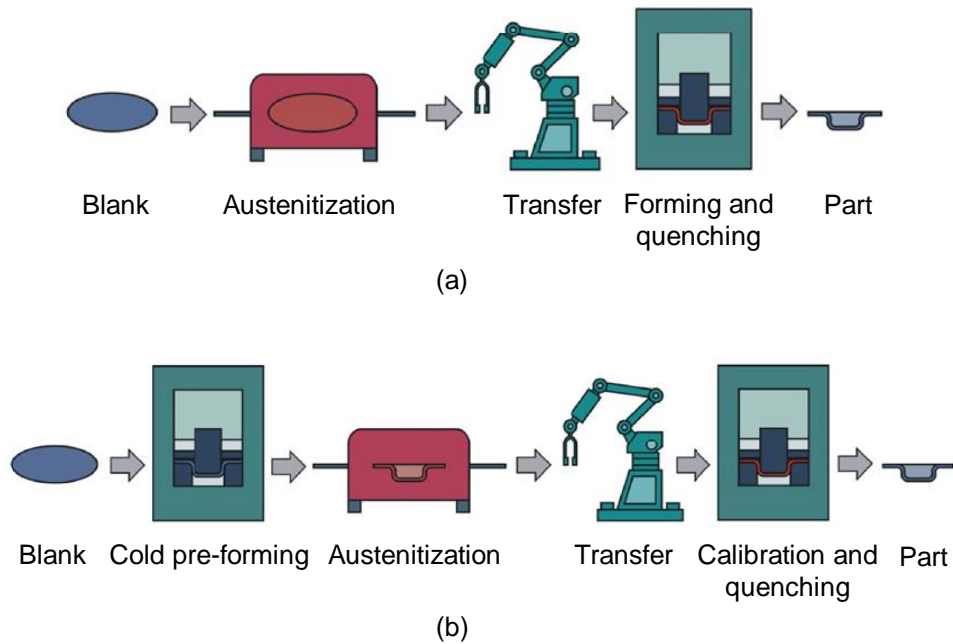 Blank
Austenitization
Transfer
Forming and
quenching
Part
(a)
Blank
Cold pre-forming
Austenitization
Transfer
Calibration and
quenching
Part
(b)